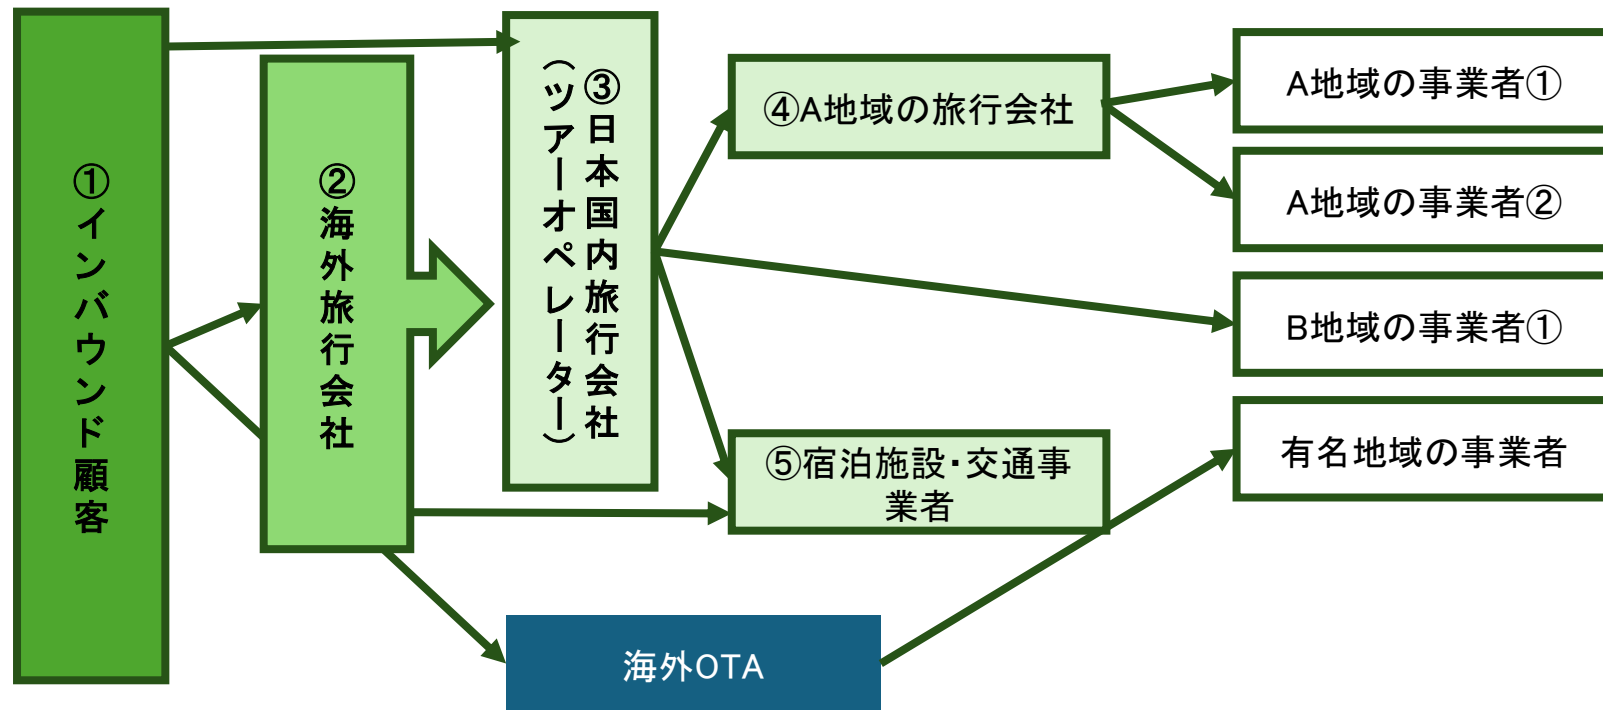 ①インバウンド顧客
②海外旅行会社
③日本国内旅行会社
（ツアーオペレーター）
④A地域の旅行会社
⑤宿泊施設・交通事
業者
海外OTA
A地域の事業者①
A地域の事業者②
B地域の事業者①
有名地域の事業者